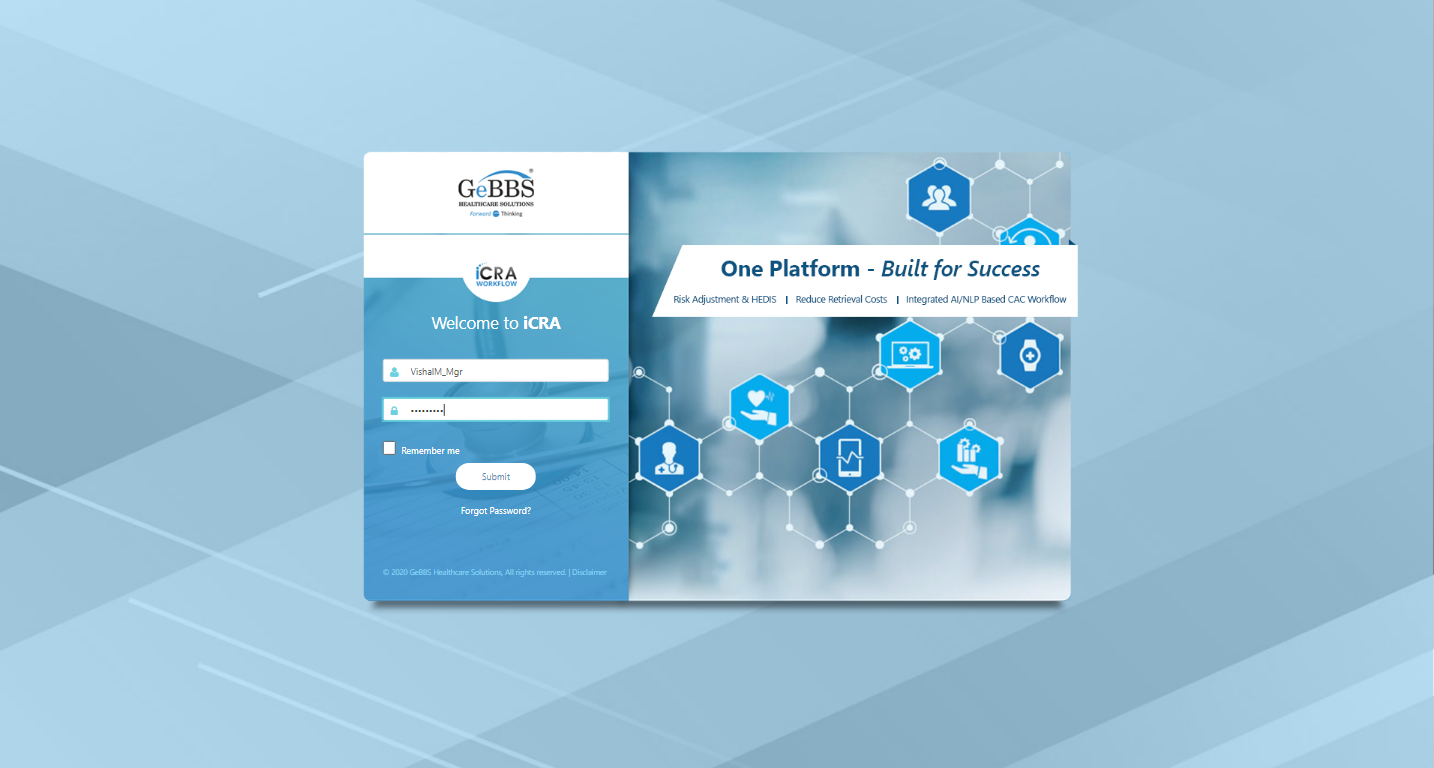 GeBBS®
HEALTHCARE SOLUTIONS
Forward Thinking
iCRA
WORKFLOW
Welcome to iCRA
VishalM_Mgr
•••••••••
Remember me
Submit
Forgot Password?
© 2020 GeBBS Healthcare Solutions, All rights reserved. | Disclaimer
One Platform - Built for Success
Risk Adjustment & HEDIS | Reduce Retrieval Costs | Integrated AI/NLP Based CAC Workflow